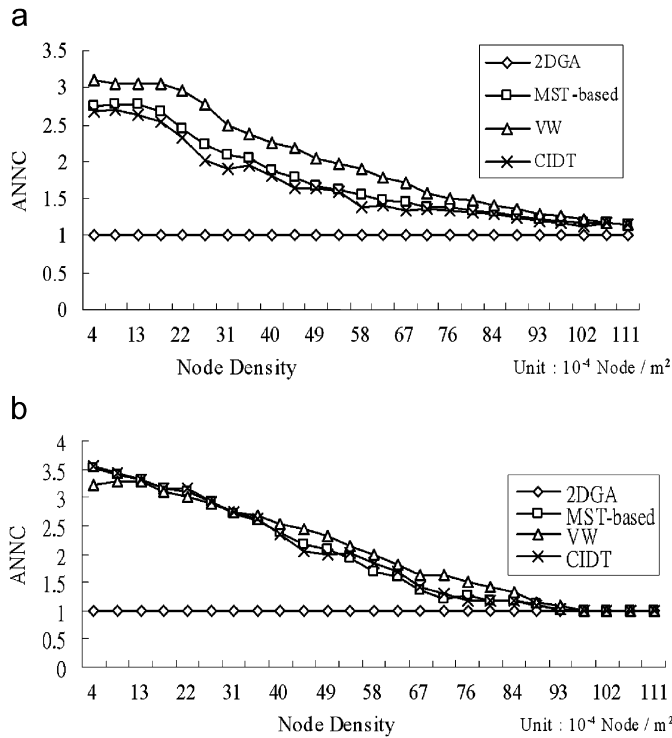 a
3.5
3
2.5
2
1.5
1
0.5
0
ANNC
2DGA
MST-based
VW
CIDT
4 13 22 31 40 49 58 67 76 84 93 102 111
Node Density
Unit : 10⁻⁴ Node / m²
b
4
3.5
3
2.5
2
1.5
1
0.5
0
ANNC
2DGA
MST-based
VW
CIDT
4 13 22 31 40 49 58 67 76 84 93 102 111
Node Density
Unit : 10⁻⁴ Node / m²